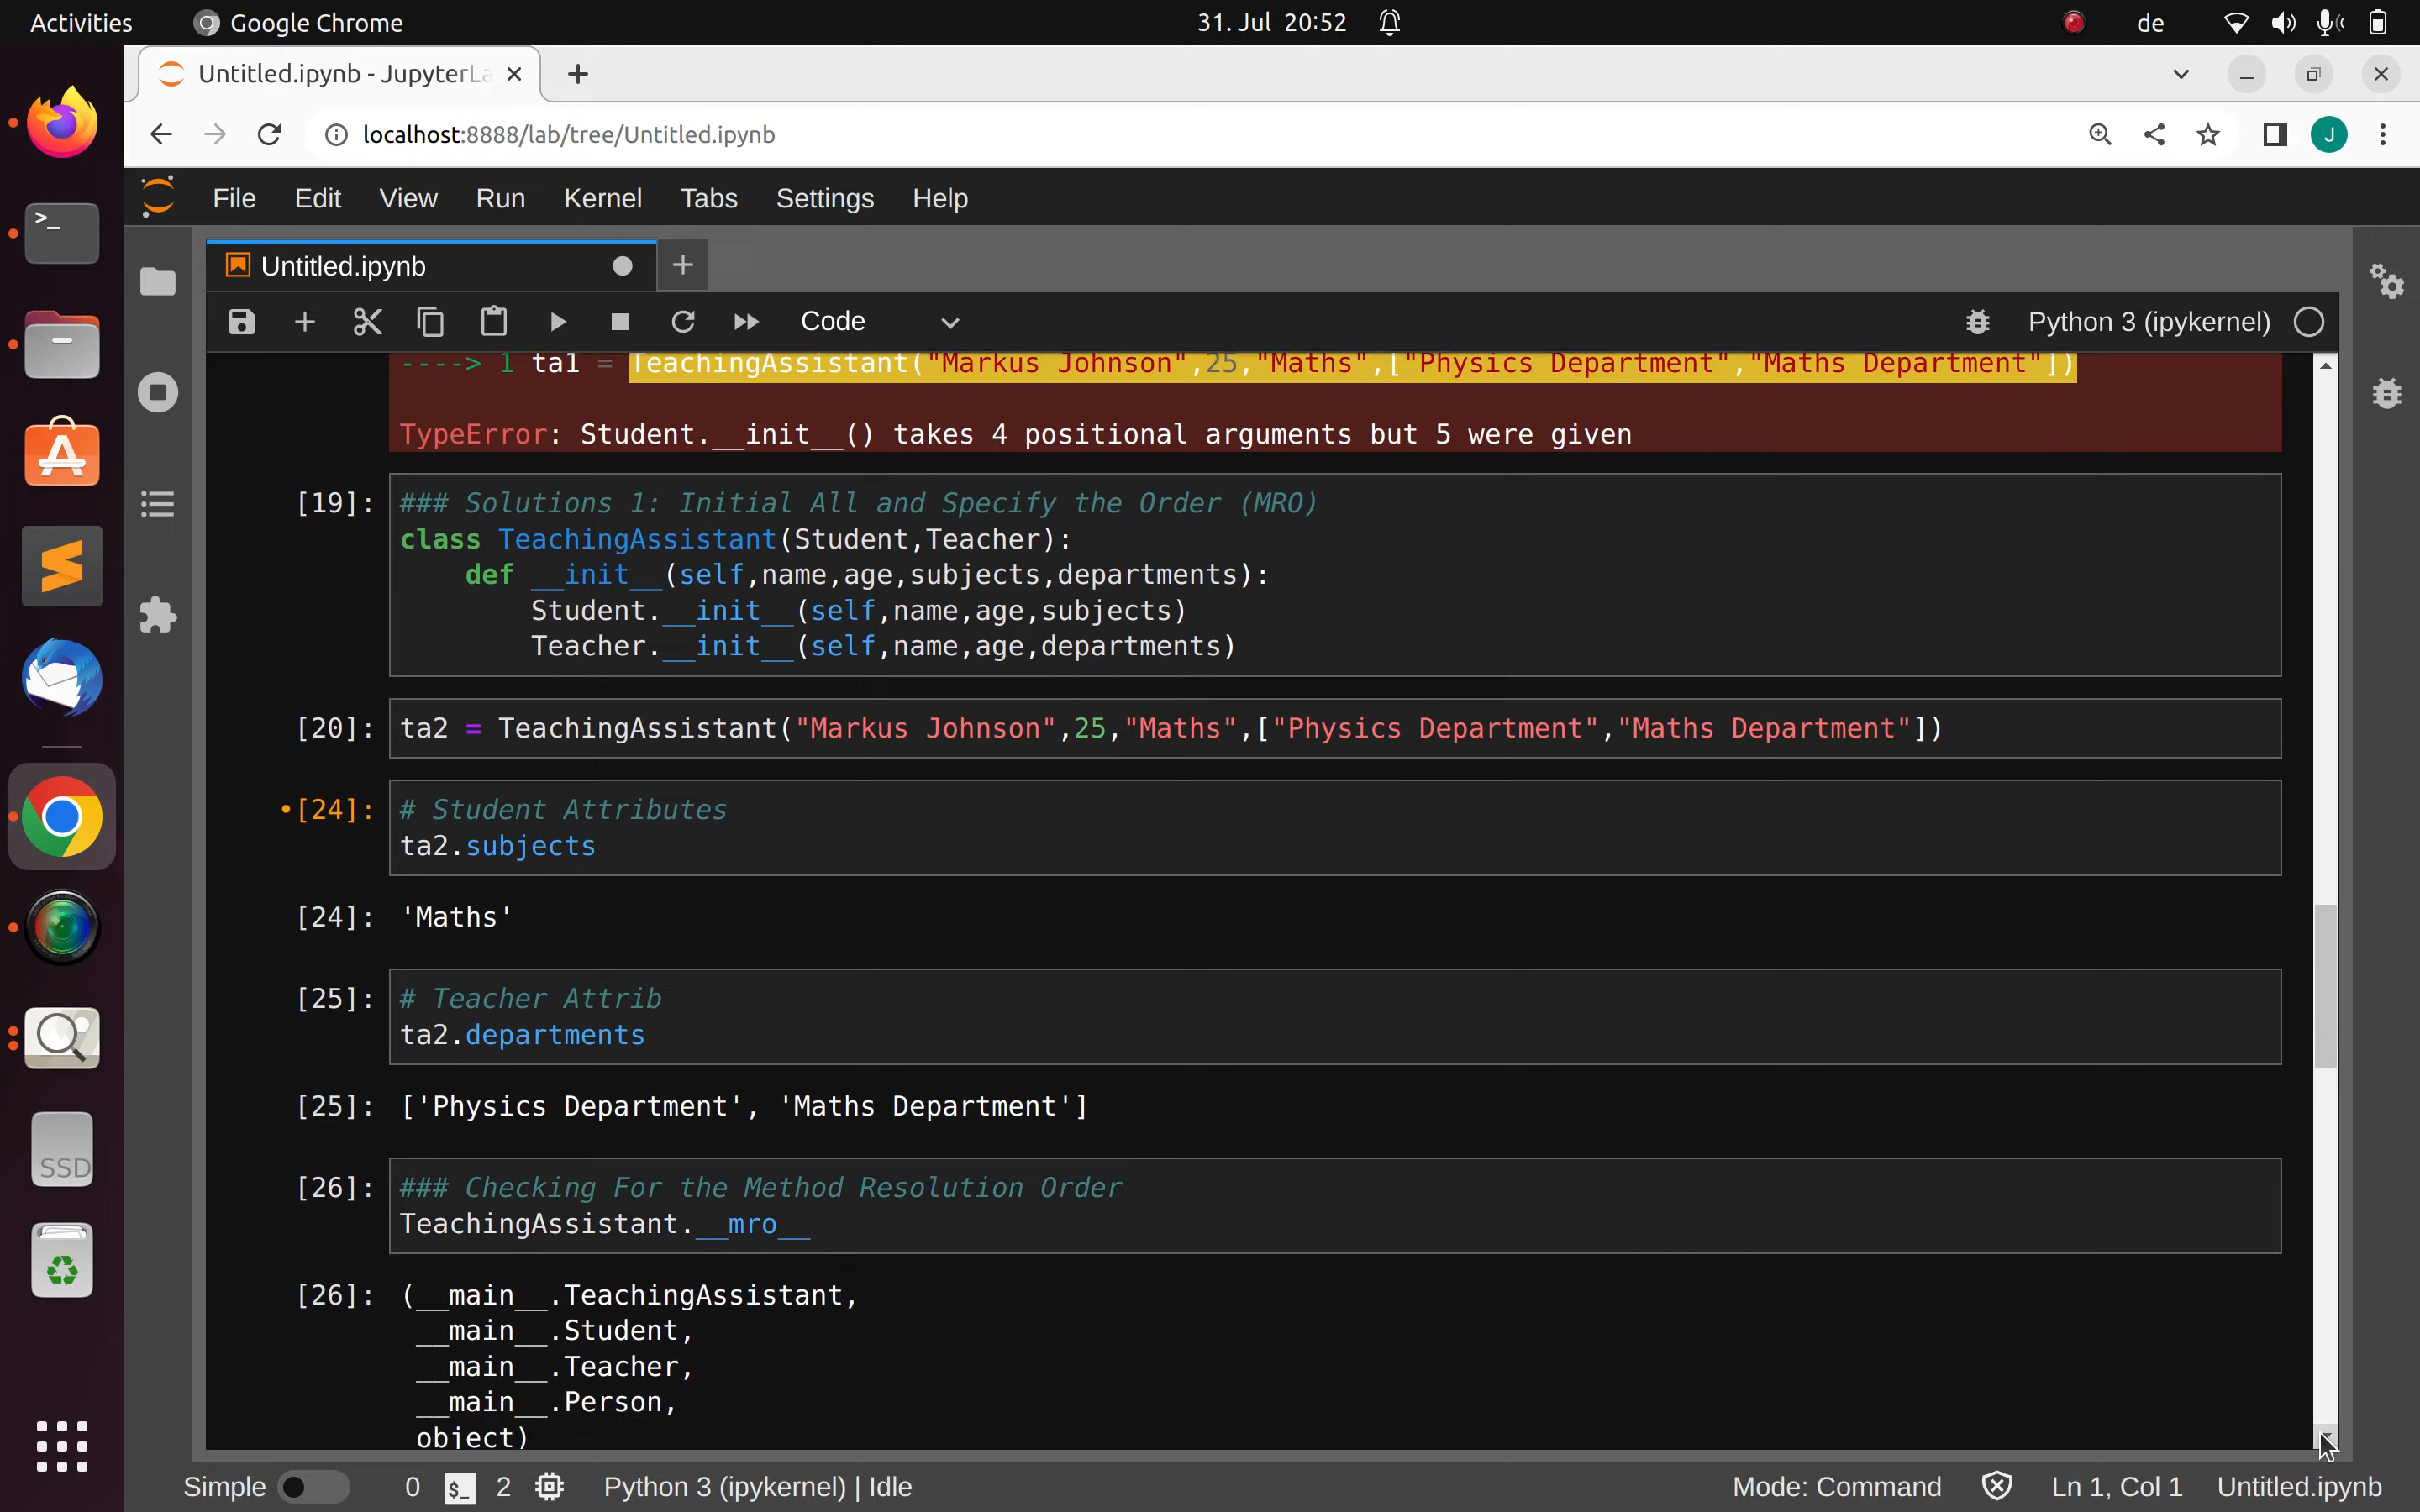 Activities Google Chrome 31. Jul 20:52 de
Untitled.ipynb - JupyterLa
localhost:8888/lab/tree/Untitled.ipynb J
File Edit View Run Kernel Tabs Settings Help
Untitled.ipynb
Code Python 3 (ipykernel)
----> 1 ta1 = TeachingAssistant("Markus Johnson",25,"Maths",["Physics Department","Maths Department"])
TypeError: Student.__init__() takes 4 positional arguments but 5 were given
[19]: ### Solutions 1: Initial All and Specify the Order (MRO)
class TeachingAssistant(Student,Teacher):
    def __init__(self,name,age,subjects,departments):
        Student.__init__(self,name,age,subjects)
        Teacher.__init__(self,name,age,departments)
[20]: ta2 = TeachingAssistant("Markus Johnson",25,"Maths",["Physics Department","Maths Department"])
•[24]: # Student Attributes
ta2.subjects
[24]: 'Maths'
[25]: # Teacher Attrib
ta2.departments
[25]: ['Physics Department', 'Maths Department']
[26]: ### Checking For the Method Resolution Order
TeachingAssistant.__mro__
[26]: (__main__.TeachingAssistant,
 __main__.Student,
 __main__.Teacher,
 __main__.Person,
 object)
SSD
Simple 0 $_ 2 Python 3 (ipykernel) | Idle Mode: Command Ln 1, Col 1 Untitled.ipynb